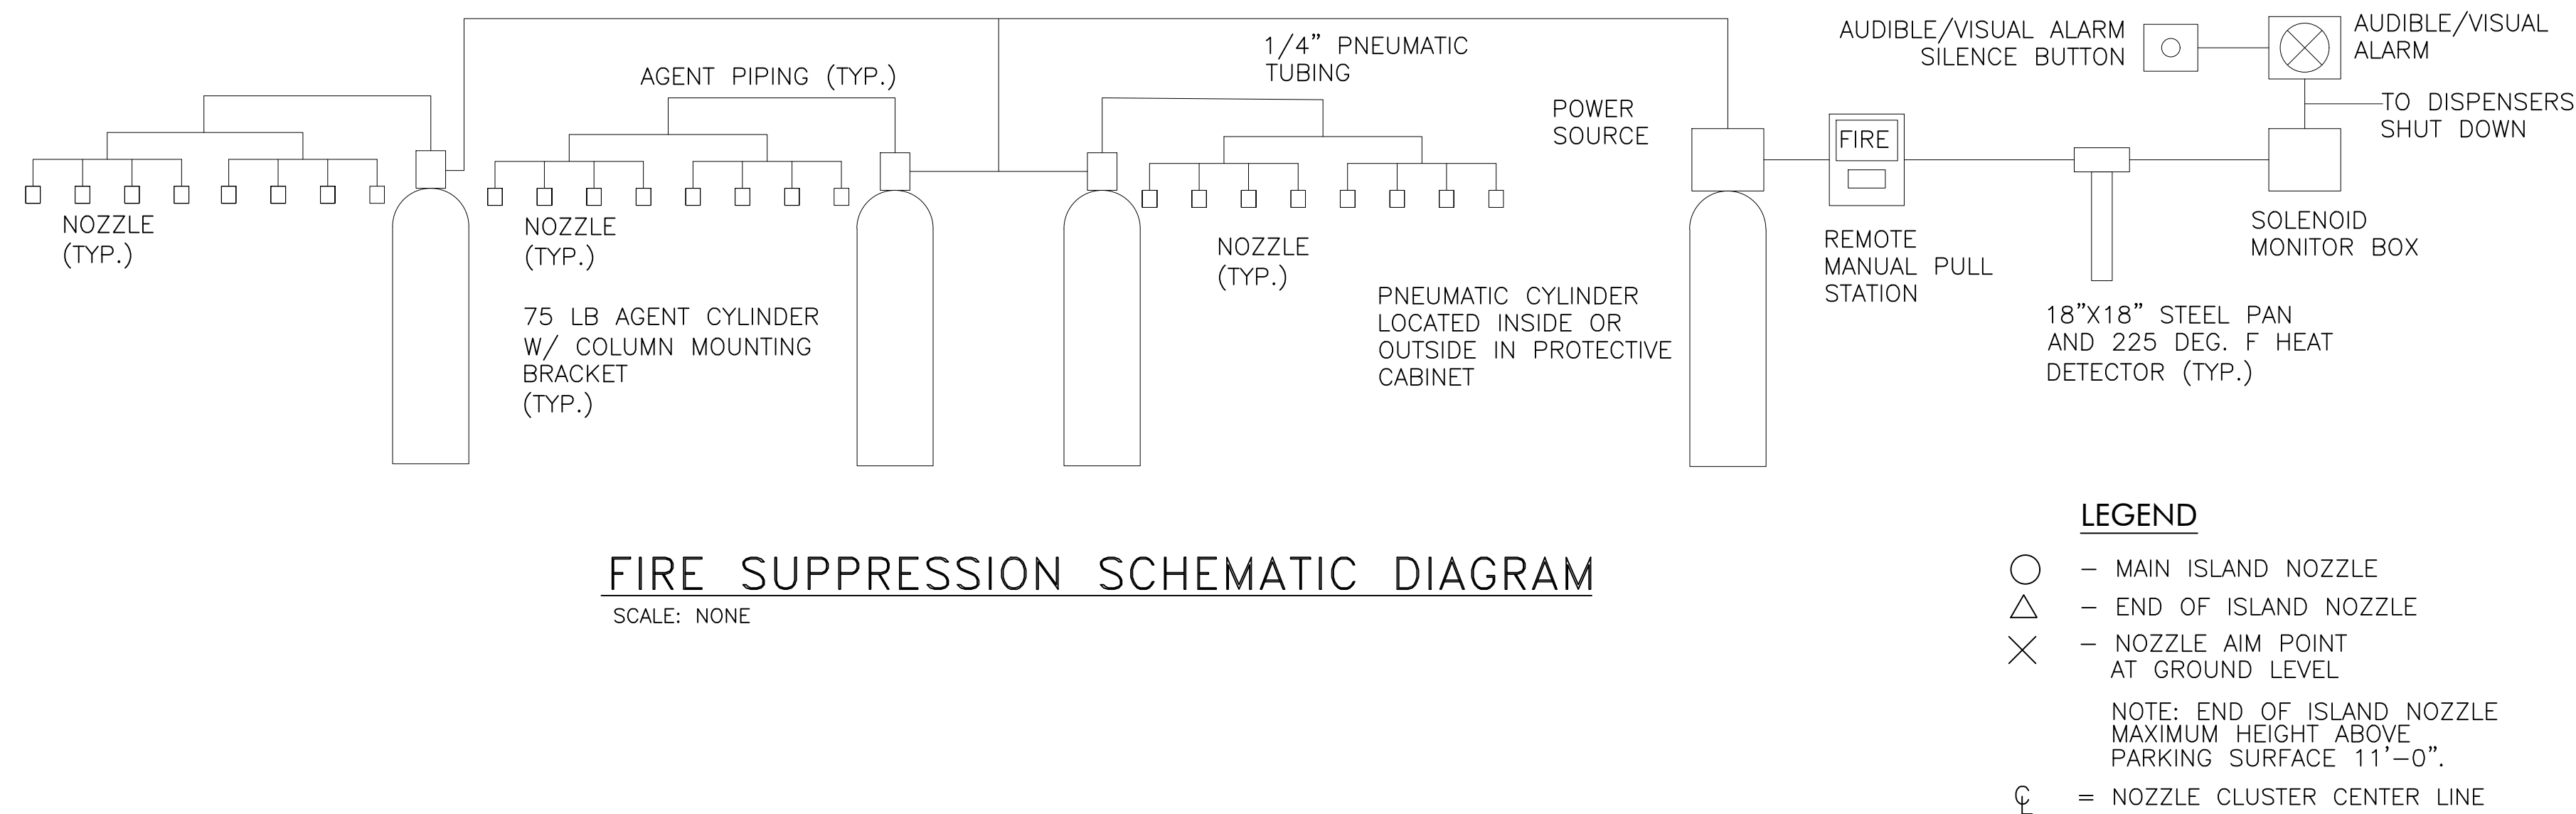 AUDIBLE/VISUAL ALARM
SILENCE BUTTON
AUDIBLE/VISUAL
ALARM
1/4” PNEUMATIC
TUBING
AGENT PIPING (TYP.)
POWER
SOURCE
TO DISPENSERS
SHUT DOWN
FIRE
NOZZLE
(TYP.)
NOZZLE
(TYP.)
NOZZLE
(TYP.)
REMOTE
MANUAL PULL
STATION
SOLENOID
MONITOR BOX
75 LB AGENT CYLINDER
W/ COLUMN MOUNTING
BRACKET
(TYP.)
PNEUMATIC CYLINDER
LOCATED INSIDE OR
OUTSIDE IN PROTECTIVE
CABINET
18”X18” STEEL PAN
AND 225 DEG. F HEAT
DETECTOR (TYP.)
FIRE SUPPRESSION SCHEMATIC DIAGRAM
SCALE: NONE
LEGEND
– MAIN ISLAND NOZZLE
– END OF ISLAND NOZZLE
– NOZZLE AIM POINT
AT GROUND LEVEL
NOTE: END OF ISLAND NOZZLE
MAXIMUM HEIGHT ABOVE
PARKING SURFACE 11’–0”.
℄ = NOZZLE CLUSTER CENTER LINE